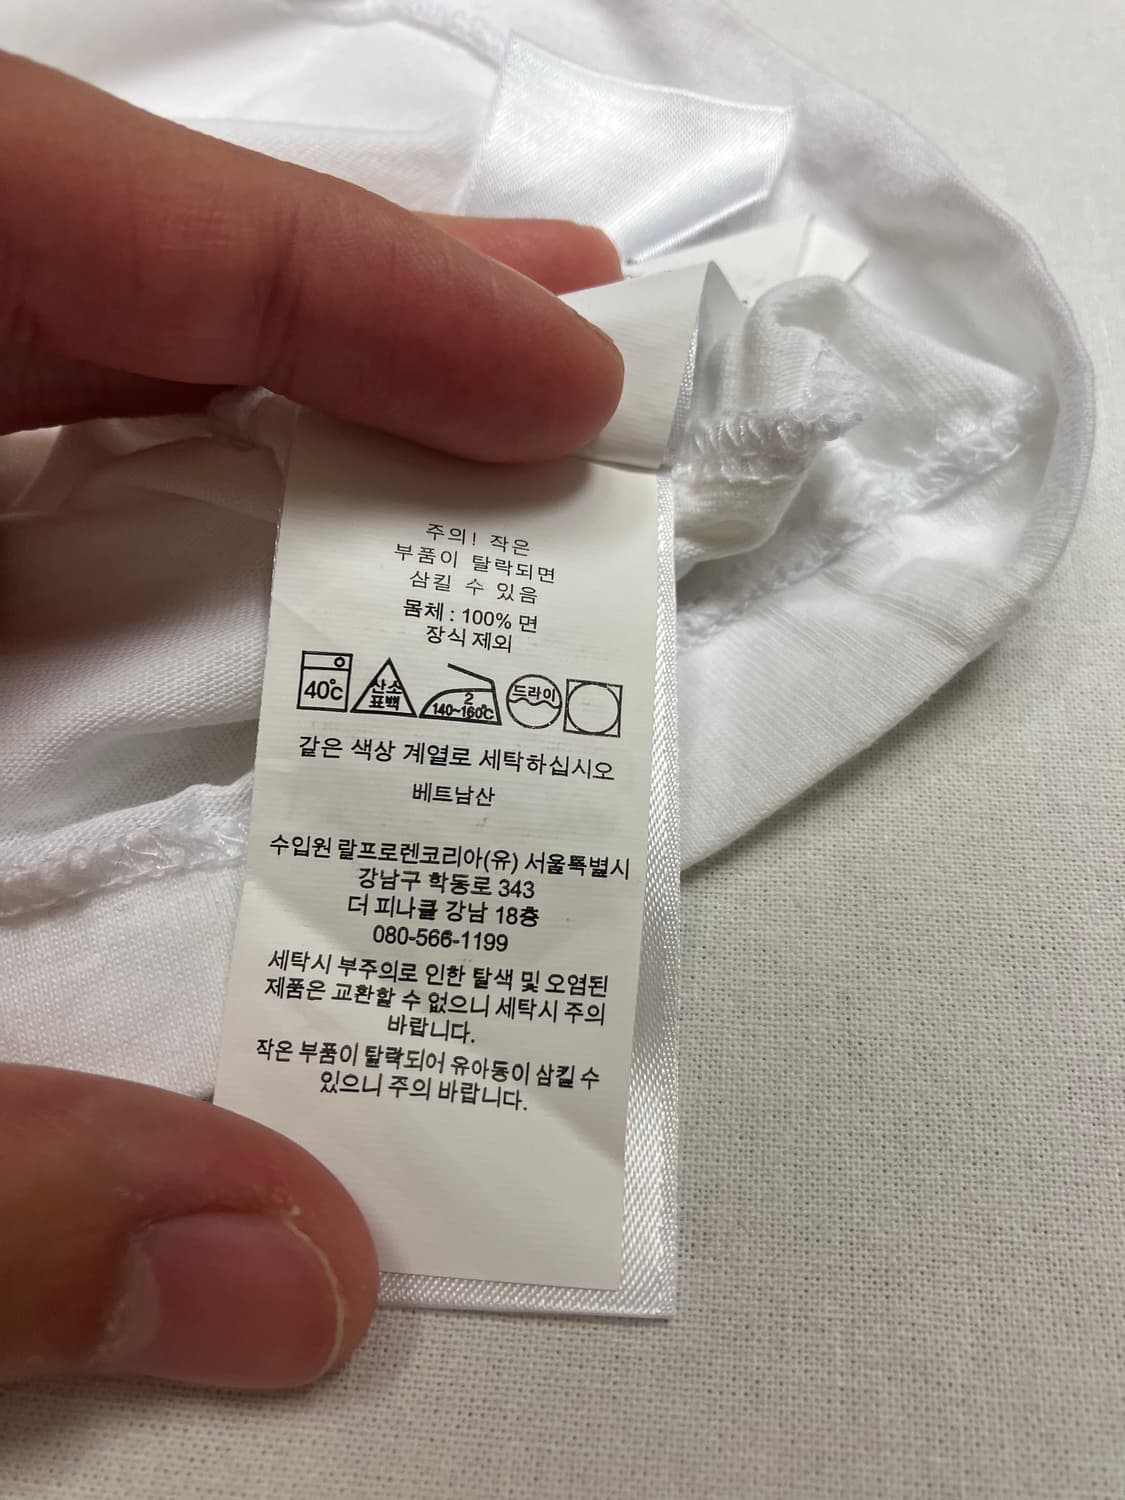 주의! 작은
부품이 탈락되면
삼킬 수 있음
몸체 : 100% 면
장식 제외
40℃
산소
표백
2
140~160℃
드라이
같은 색상 계열로 세탁하십시오
베트남산
수입원 랄프로렌코리아(유) 서울특별시
강남구 학동로 343
더 피나클 강남 18층
080-566-1199
세탁시 부주의로 인한 탈색 및 오염된
제품은 교환할 수 없으니 세탁시 주의
바랍니다.
작은 부품이 탈락되어 유아동이 삼킬 수
있으니 주의 바랍니다.